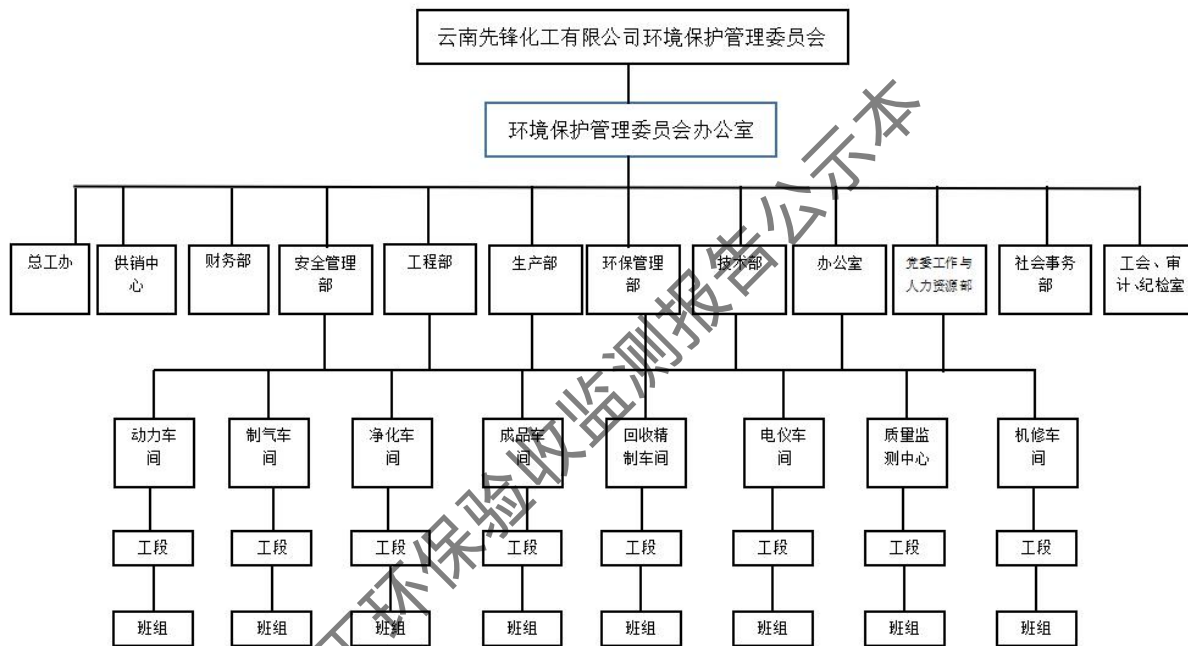 云南先锋化工有限公司环境保护管理委员会
环境保护管理委员会办公室
总工办
供销中
心
财务部
安全管理
部
工程部
生产部
环保管理
部
技术部
办公室
党委工作与
人力资源部
社会事务
部
工会、审
计、纪检室
动力车
间
制气车
间
净化车
间
成品车
间
回收精
制车间
电仪车
间
质量监
测中心
机修车
间
工段
工段
工段
工段
工段
工段
工段
工段
班组
班组
班组
班组
班组
班组
班组
班组
工环保验收监测报告公示本